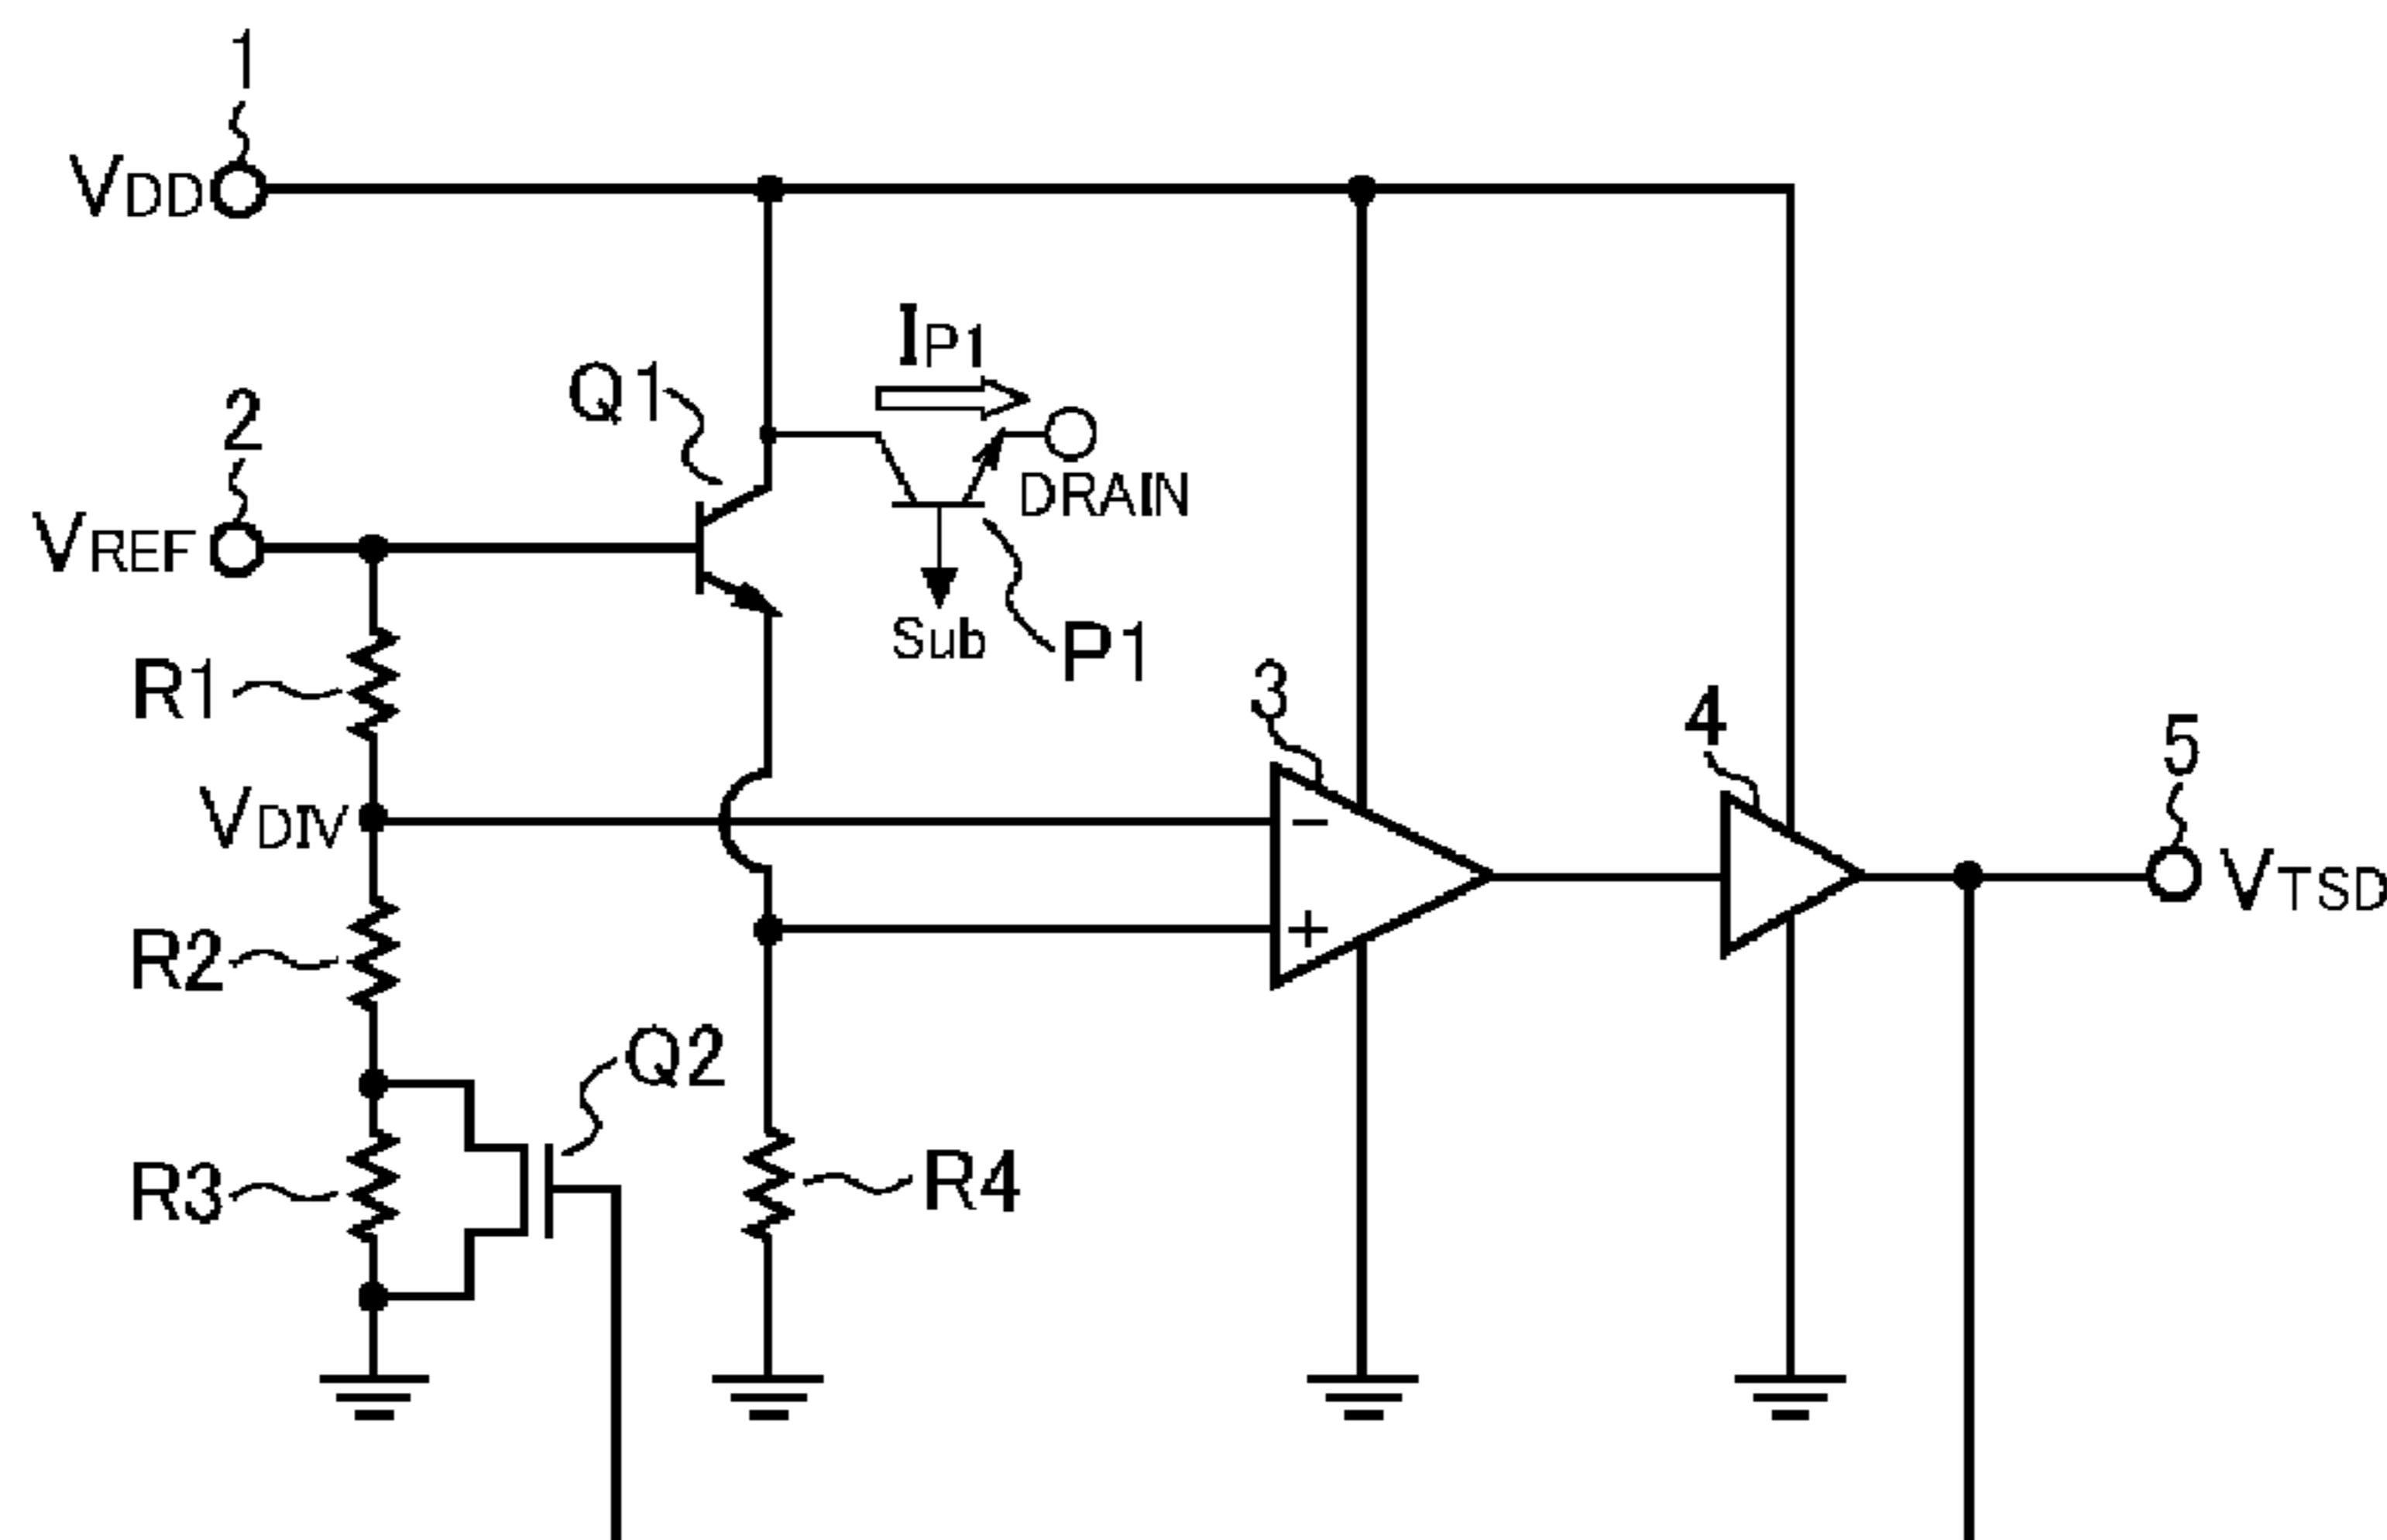 1
VDD
IP1
Q1
2
DRAIN
VREF
Sub
P1
R1
3
4
5
VDIV
−
VTSD
R2
+
Q2
R3
R4